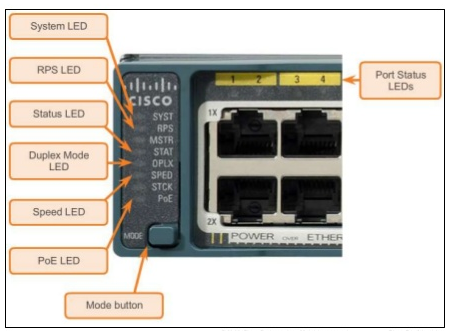 System LED
RPS LED
Status LED
Duplex Mode
LED
Speed LED
PoE LED
Mode button
Port Status
LEDs
CISCO
SYST
RPS
MSTR
STAT
DPLX
SPED
STCK
PoE
MODE
1 2 3 4
1X
2X
POWER OVER ETHER